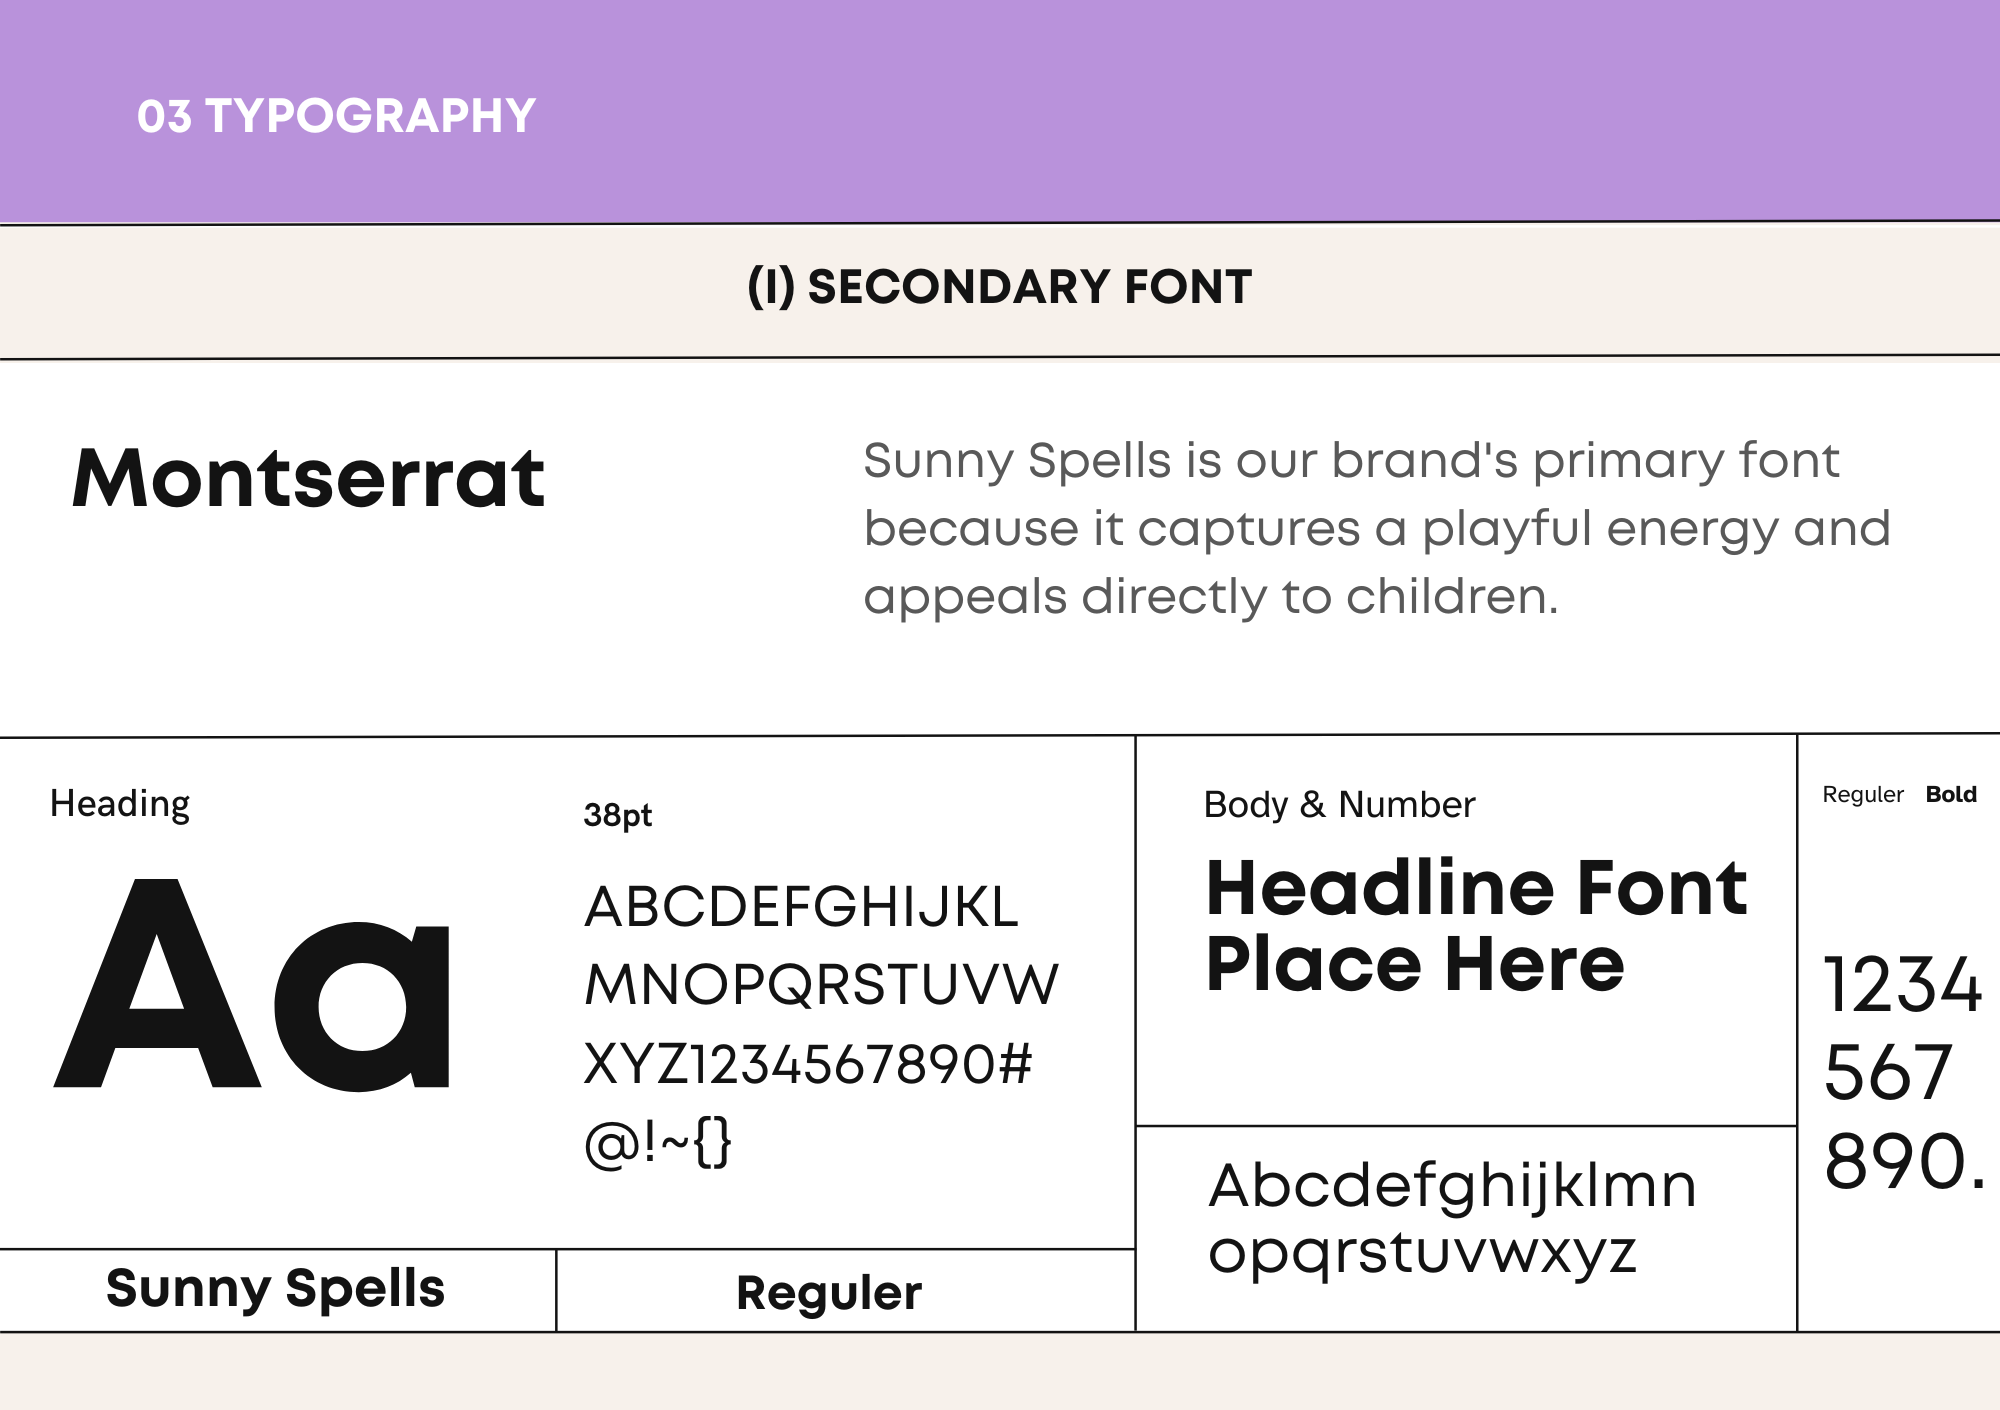 03 TYPOGRAPHY
(I) SECONDARY FONT
Montserrat
Sunny Spells is our brand's primary font
because it captures a playful energy and
appeals directly to children.
Heading
Aa
38pt
ABCDEFGHIJKL
MNOPQRSTUVW
XYZ1234567890#
@!~{}
Sunny Spells
Reguler
Body & Number
Headline Font
Place Here
Abcdefghijklmn
opqrstuvwxyz
Reguler Bold
1234
567
890.